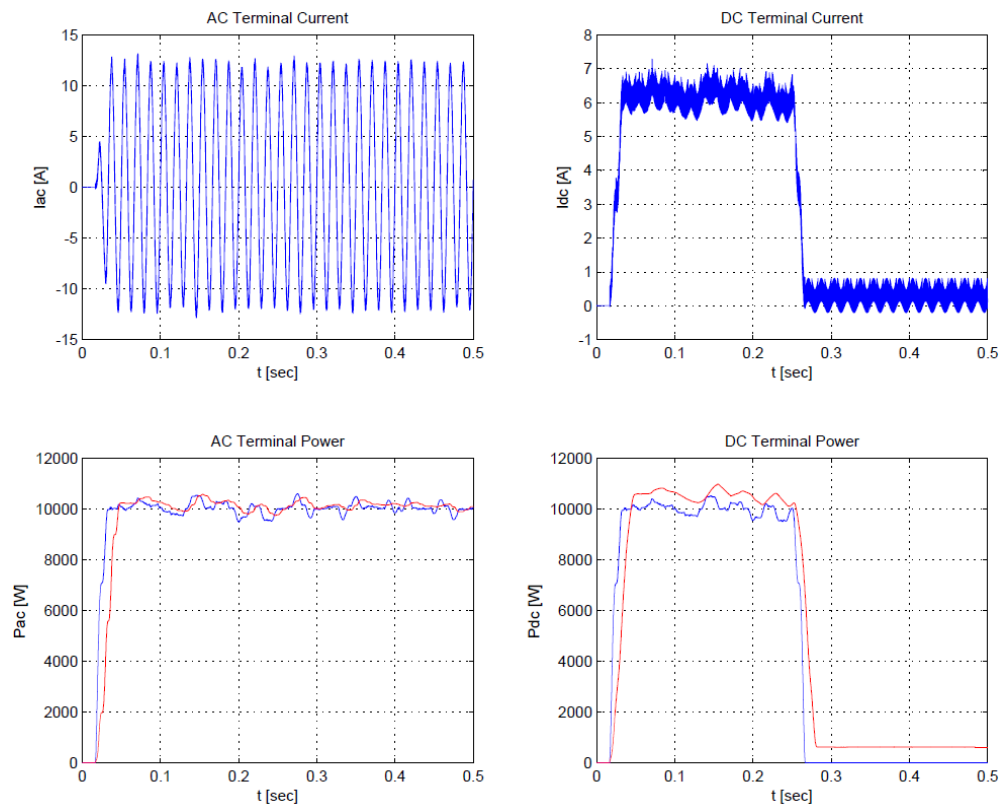 AC Terminal Current
15
10
5
0
-5
-10
-15
Iac [A]
0 0.1 0.2 0.3 0.4 0.5
t [sec]
DC Terminal Current
8
7
6
5
4
3
2
1
0
-1
Idc [A]
0 0.1 0.2 0.3 0.4 0.5
t [sec]
AC Terminal Power
12000
10000
8000
6000
4000
2000
0
Pac [W]
0 0.1 0.2 0.3 0.4 0.5
t [sec]
DC Terminal Power
12000
10000
8000
6000
4000
2000
0
Pdc [W]
0 0.1 0.2 0.3 0.4 0.5
t [sec]